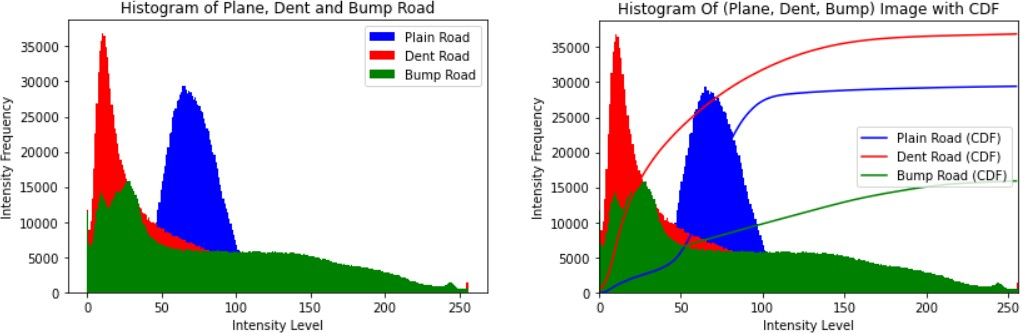 Histogram of Plane, Dent and Bump Road
Intensity Frequency
35000
30000
25000
20000
15000
10000
5000
0
Plain Road
Dent Road
Bump Road
0 50 100 150 200 250
Intensity Level
Histogram Of (Plane, Dent, Bump) Image with CDF
Intensity Frequency
35000
30000
25000
20000
15000
10000
5000
0
Plain Road (CDF)
Dent Road (CDF)
Bump Road (CDF)
0 50 100 150 200 250
Intensity Level